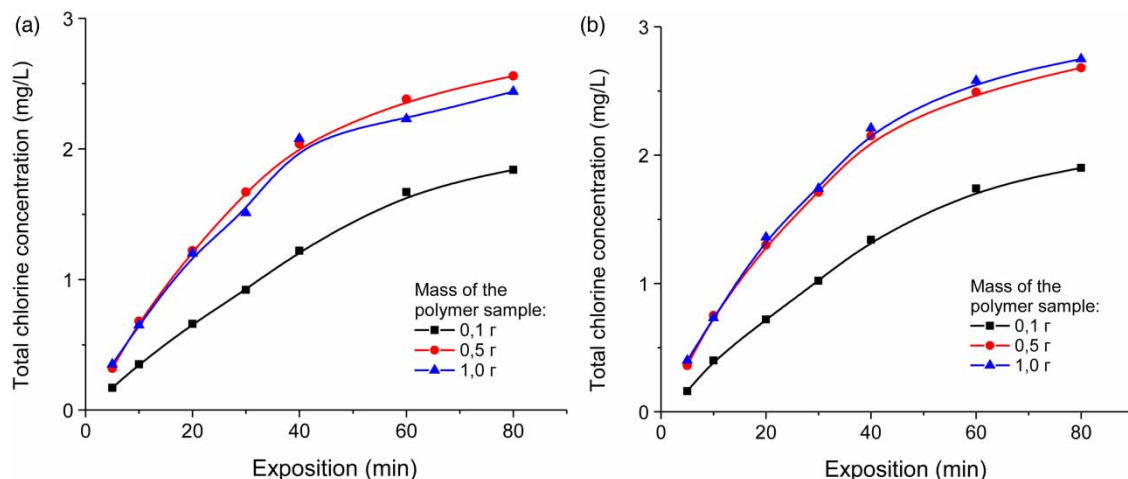 (a)
Total chlorine concentration (mg/L)
3
2
1
0
0 20 40 60 80
Exposition (min)
Mass of the
polymer sample:
0,1 г
0,5 г
1,0 г
(b)
Total chlorine concentration (mg/L)
3
2
1
0
0 20 40 60 80
Exposition (min)
Mass of the
polymer sample:
0,1 г
0,5 г
1,0 г